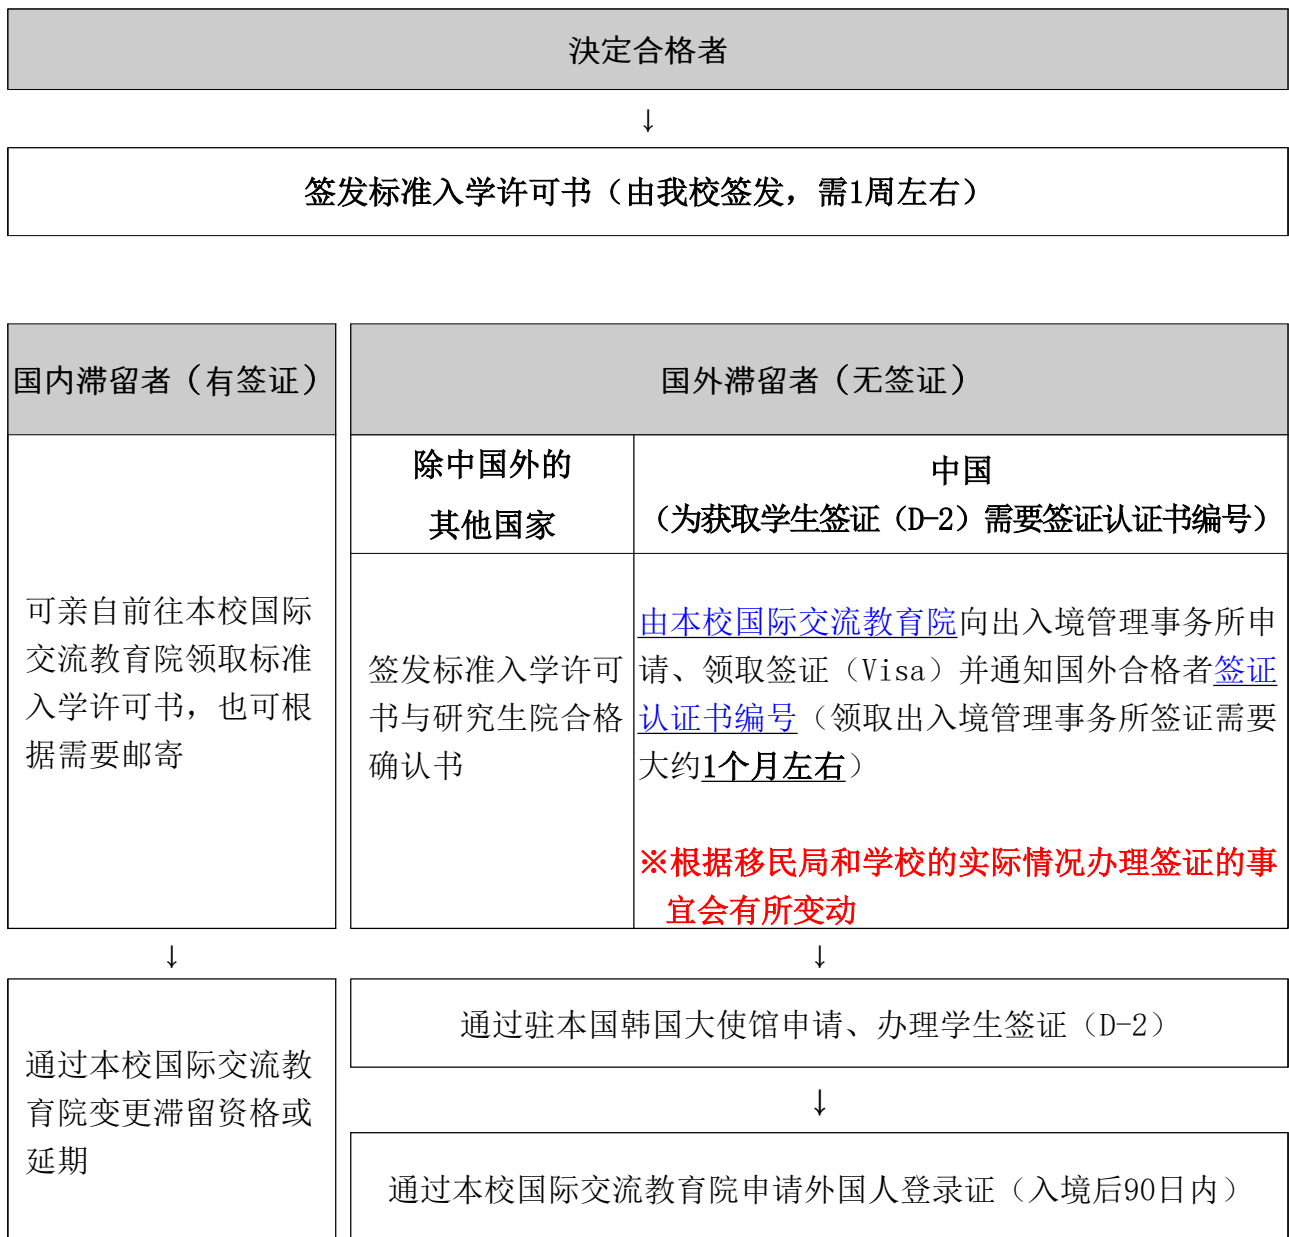 決定合格者
↓
签发标准入学许可书（由我校签发，需1周左右）
国内滞留者（有签证）
国外滞留者（无签证）
除中国外的
其他国家
中国
（为获取学生签证（D-2）需要签证认证书编号）
可亲自前往本校国际
交流教育院领取标准
入学许可书，也可根
据需要邮寄
签发标准入学许可
书与研究生院合格
确认书
由本校国际交流教育院向出入境管理事务所申
请、领取签证（Visa）并通知国外合格者签证
认证书编号（领取出入境管理事务所签证需要
大约1个月左右）
※根据移民局和学校的实际情况办理签证的事
宜会有所变动
↓
↓
通过本校国际交流教
育院变更滞留资格或
延期
通过驻本国韩国大使馆申请、办理学生签证（D-2）
↓
通过本校国际交流教育院申请外国人登录证（入境后90日内）